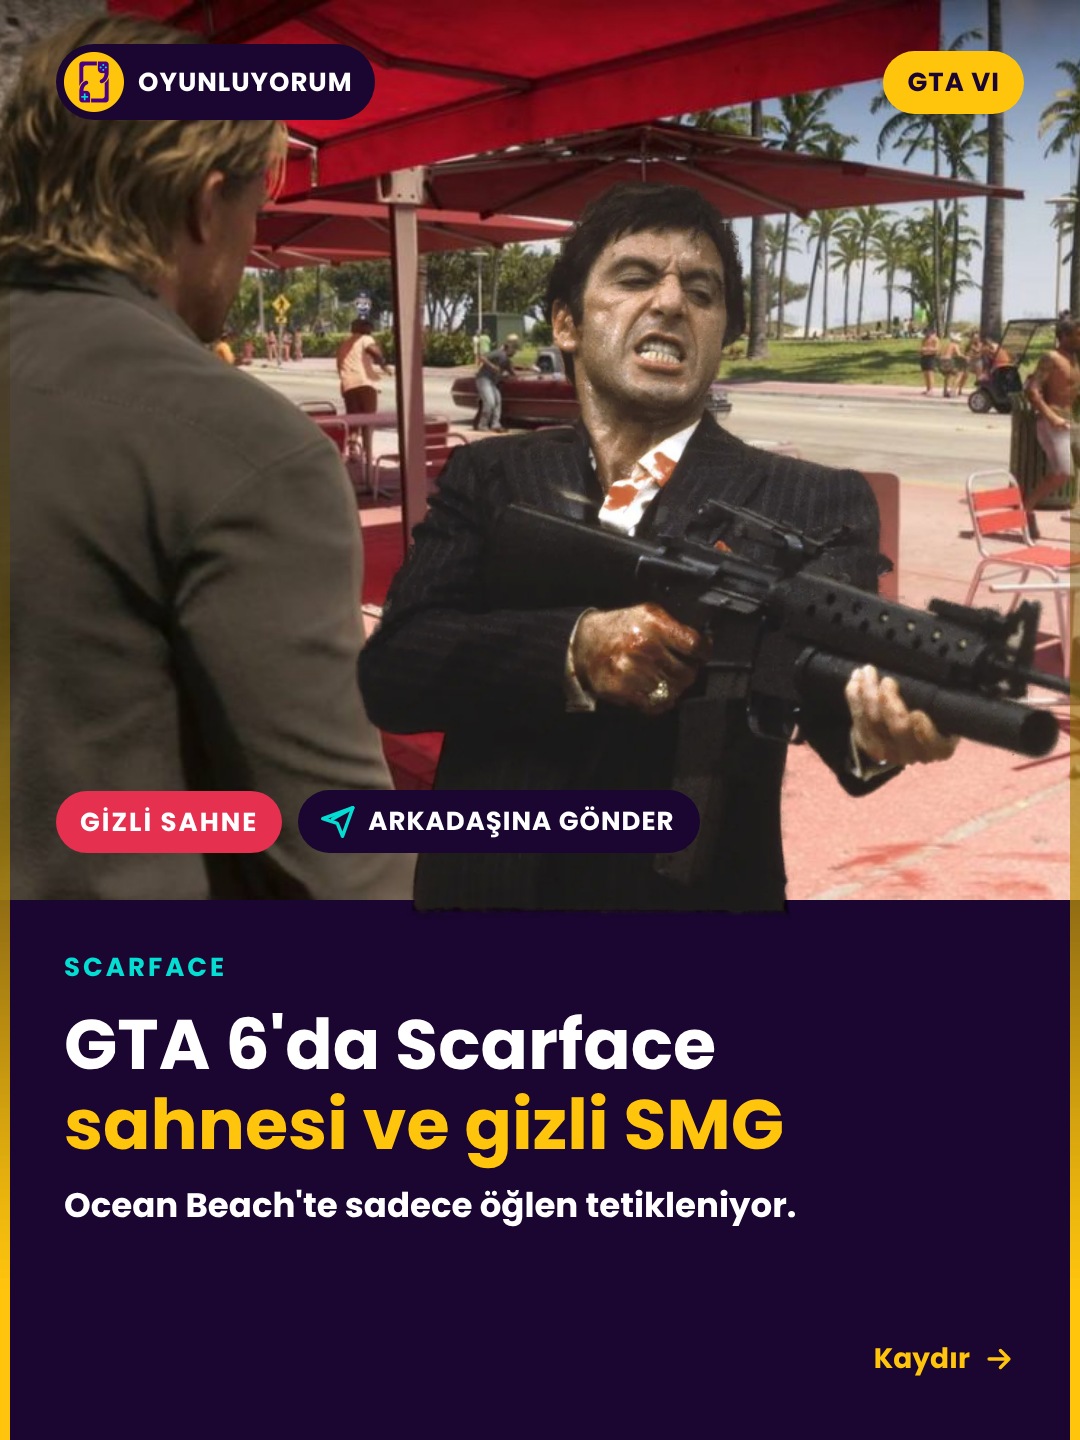 OYUNLUYORUM
GTA VI
GİZLİ SAHNE
ARKADAŞINA GÖNDER
SCARFACE
GTA 6'da Scarface
sahnesi ve gizli SMG
Ocean Beach'te sadece öğlen tetikleniyor.
Kaydır →